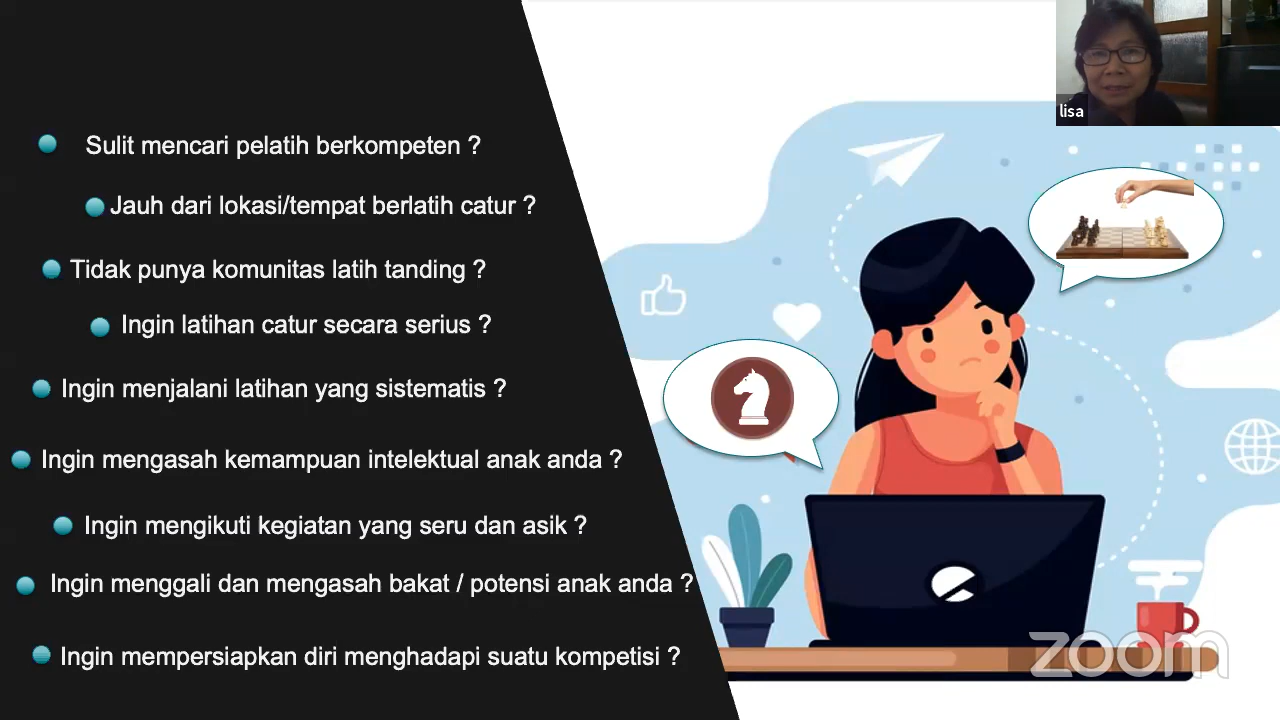 lisa
Sulit mencari pelatih berkompeten ?
Jauh dari lokasi/tempat berlatih catur ?
Tidak punya komunitas latih tanding ?
Ingin latihan catur secara serius ?
Ingin menjalani latihan yang sistematis ?
Ingin mengasah kemampuan intelektual anak anda ?
Ingin mengikuti kegiatan yang seru dan asik ?
Ingin menggali dan mengasah bakat / potensi anak anda ?
Ingin mempersiapkan diri menghadapi suatu kompetisi ?
zoom